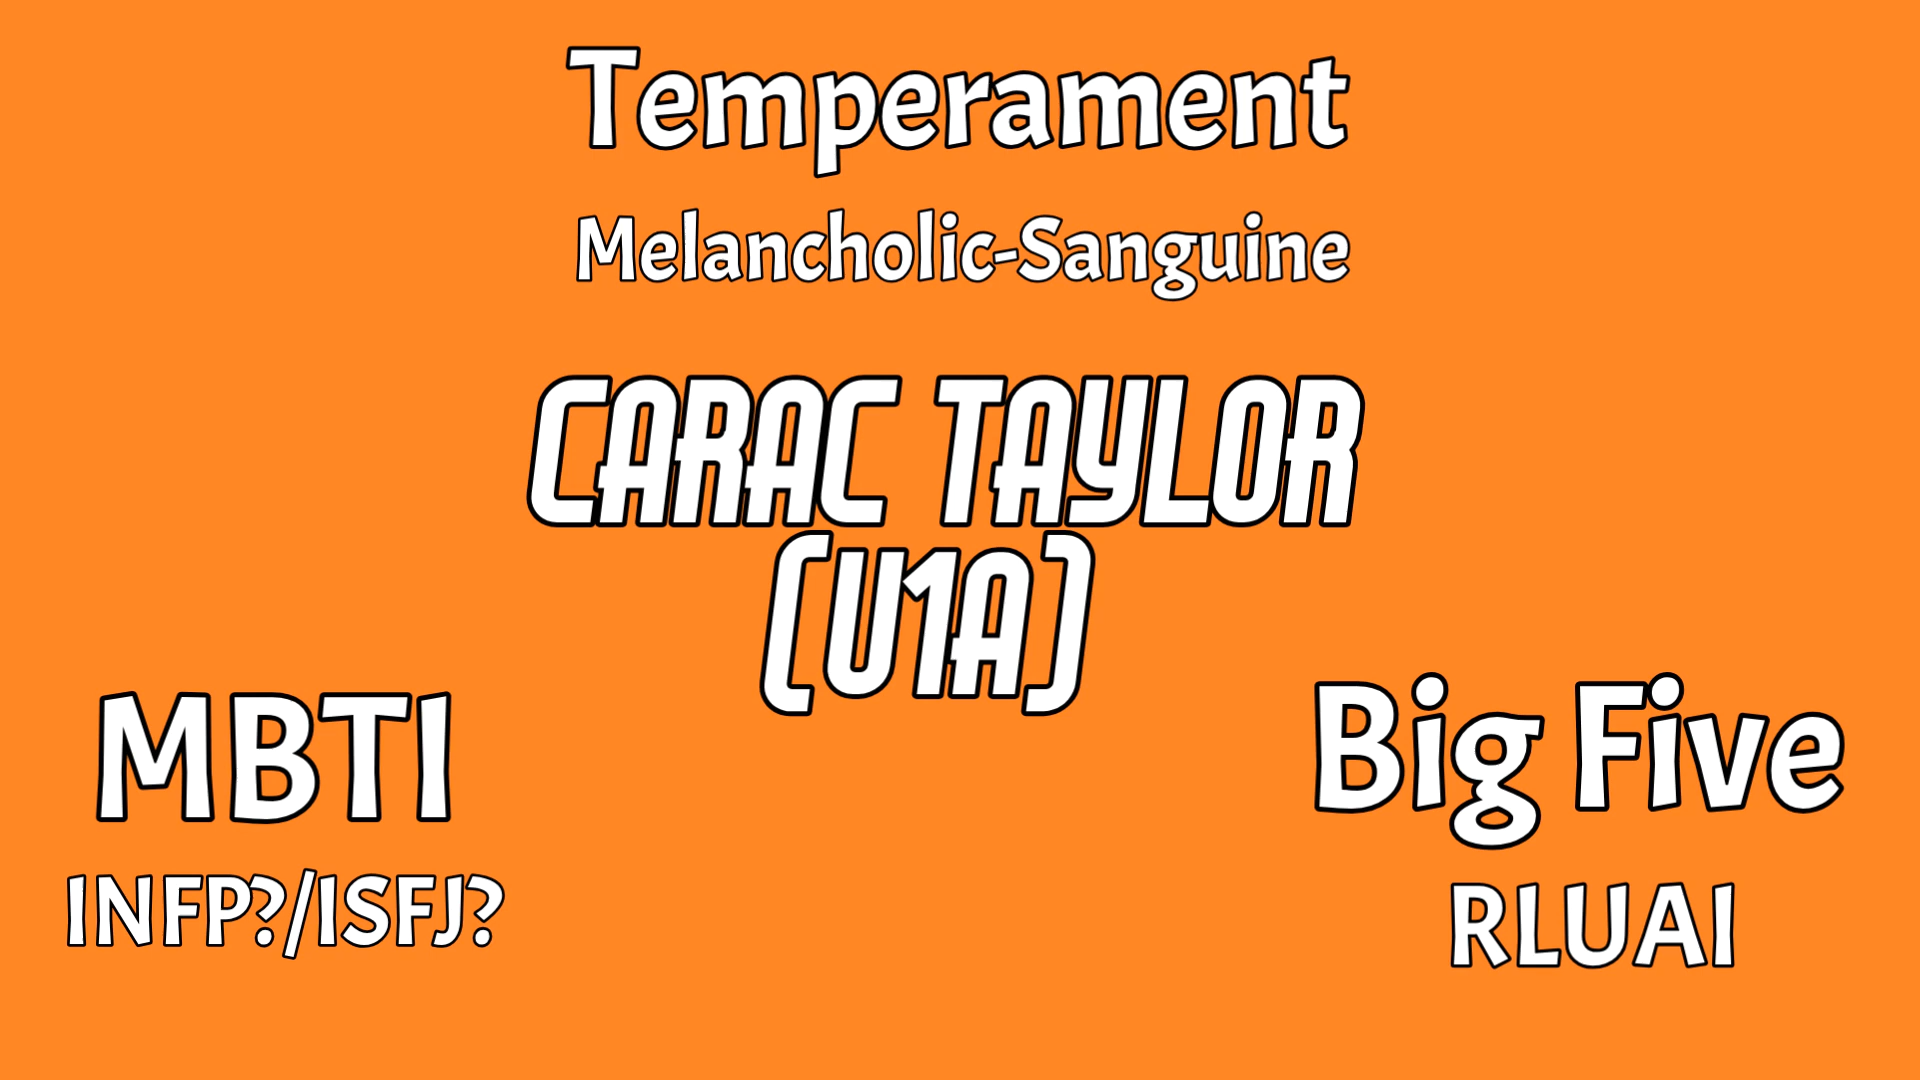 Temperament
Melancholic-Sanguine
CARAC TAYLOR
(U1A)
MBTI
INFP?/ISFJ?
Big Five
RLUAI